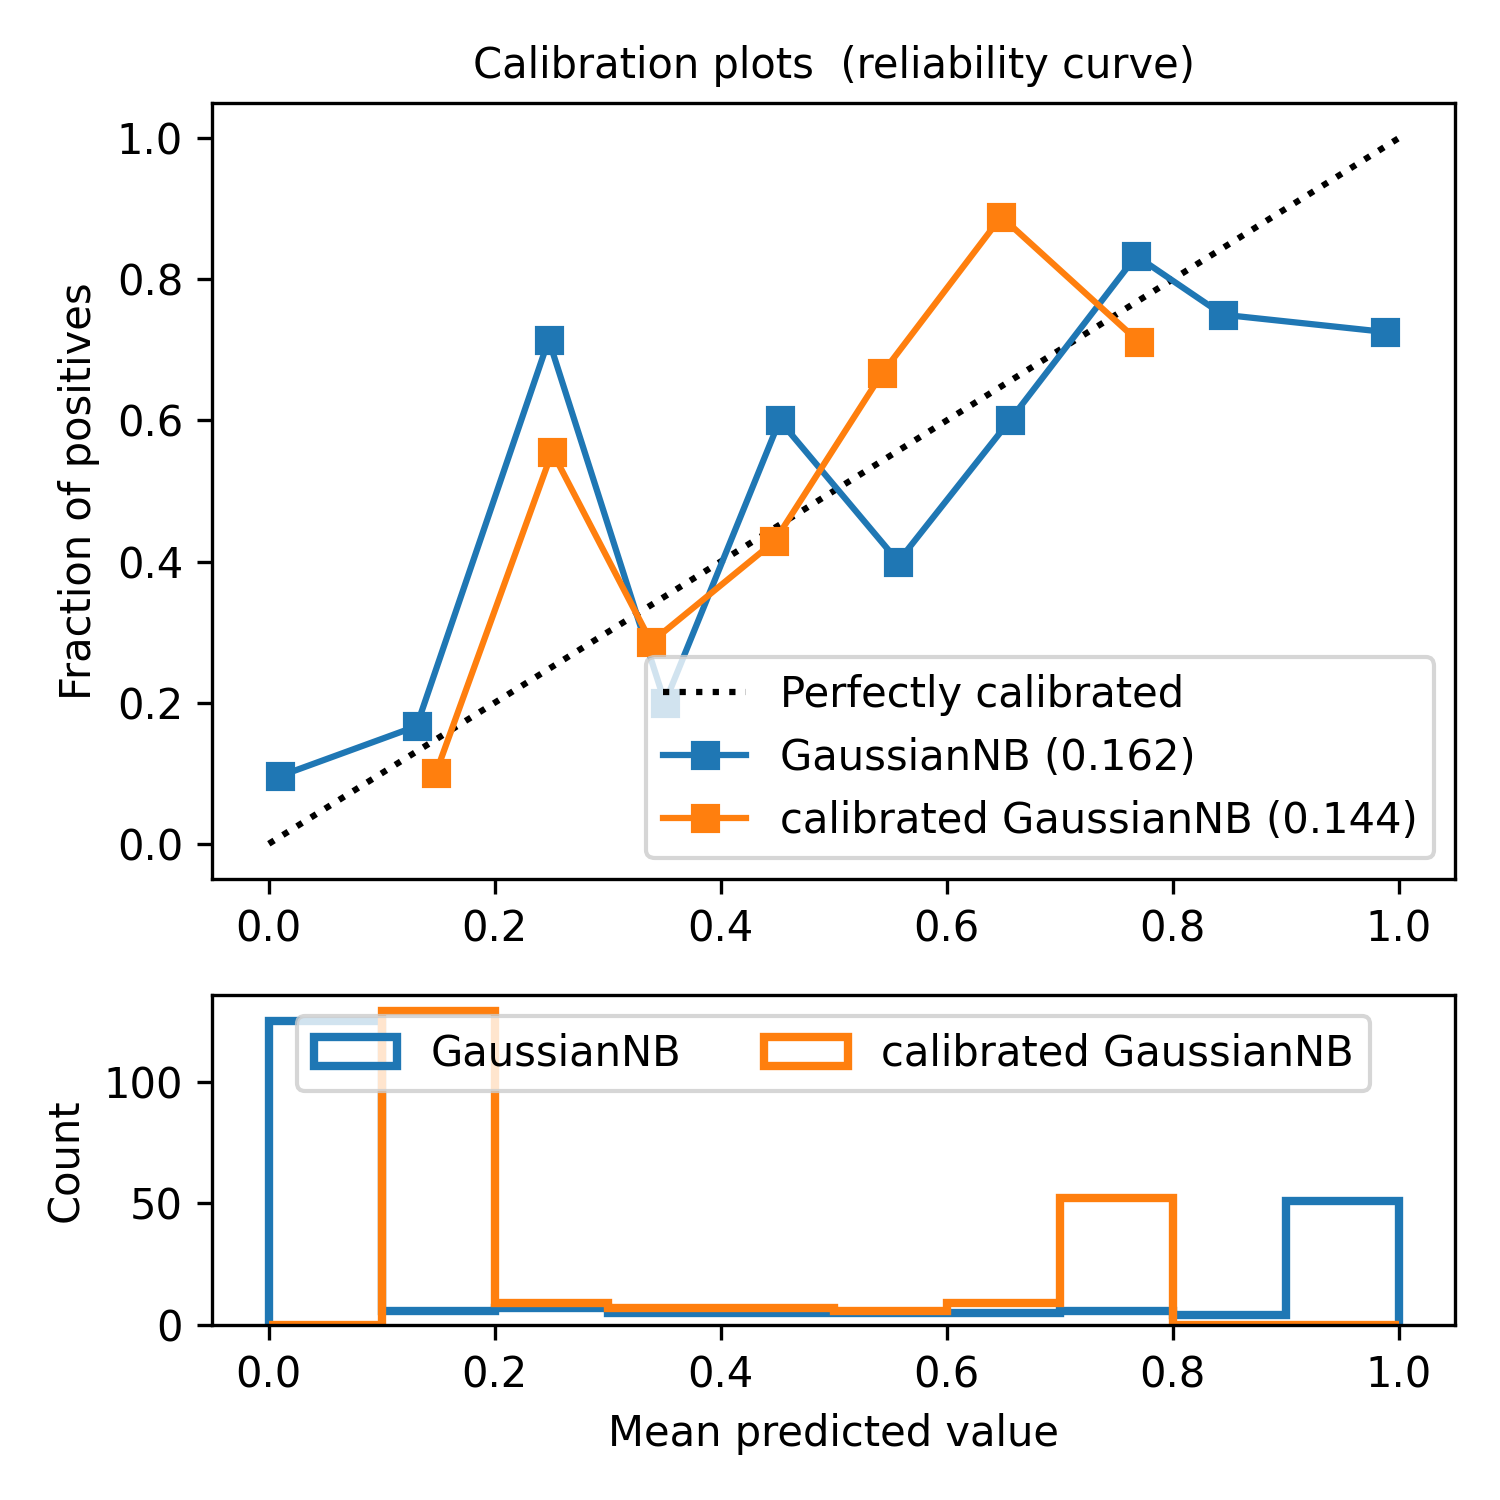 Calibration plots  (reliability curve)
1.0
0.8
0.6
0.4
0.2
0.0
Fraction of positives
Perfectly calibrated
GaussianNB (0.162)
calibrated GaussianNB (0.144)
0.0 0.2 0.4 0.6 0.8 1.0
GaussianNB calibrated GaussianNB
100
50
0
Count
0.0 0.2 0.4 0.6 0.8 1.0
Mean predicted value